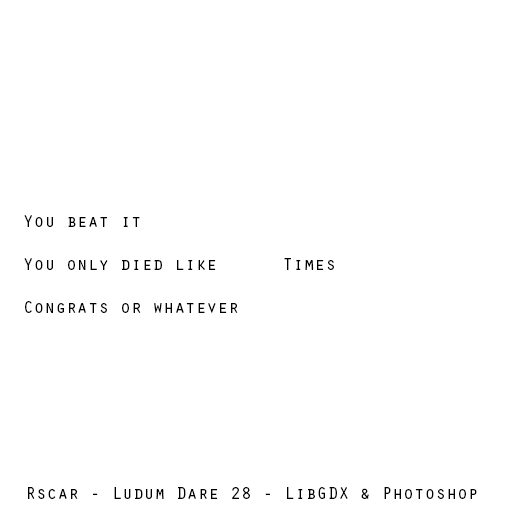 You beat it
You only died like Times
Congrats or whatever
Rscar - Ludum Dare 28 - LibGDX & Photoshop